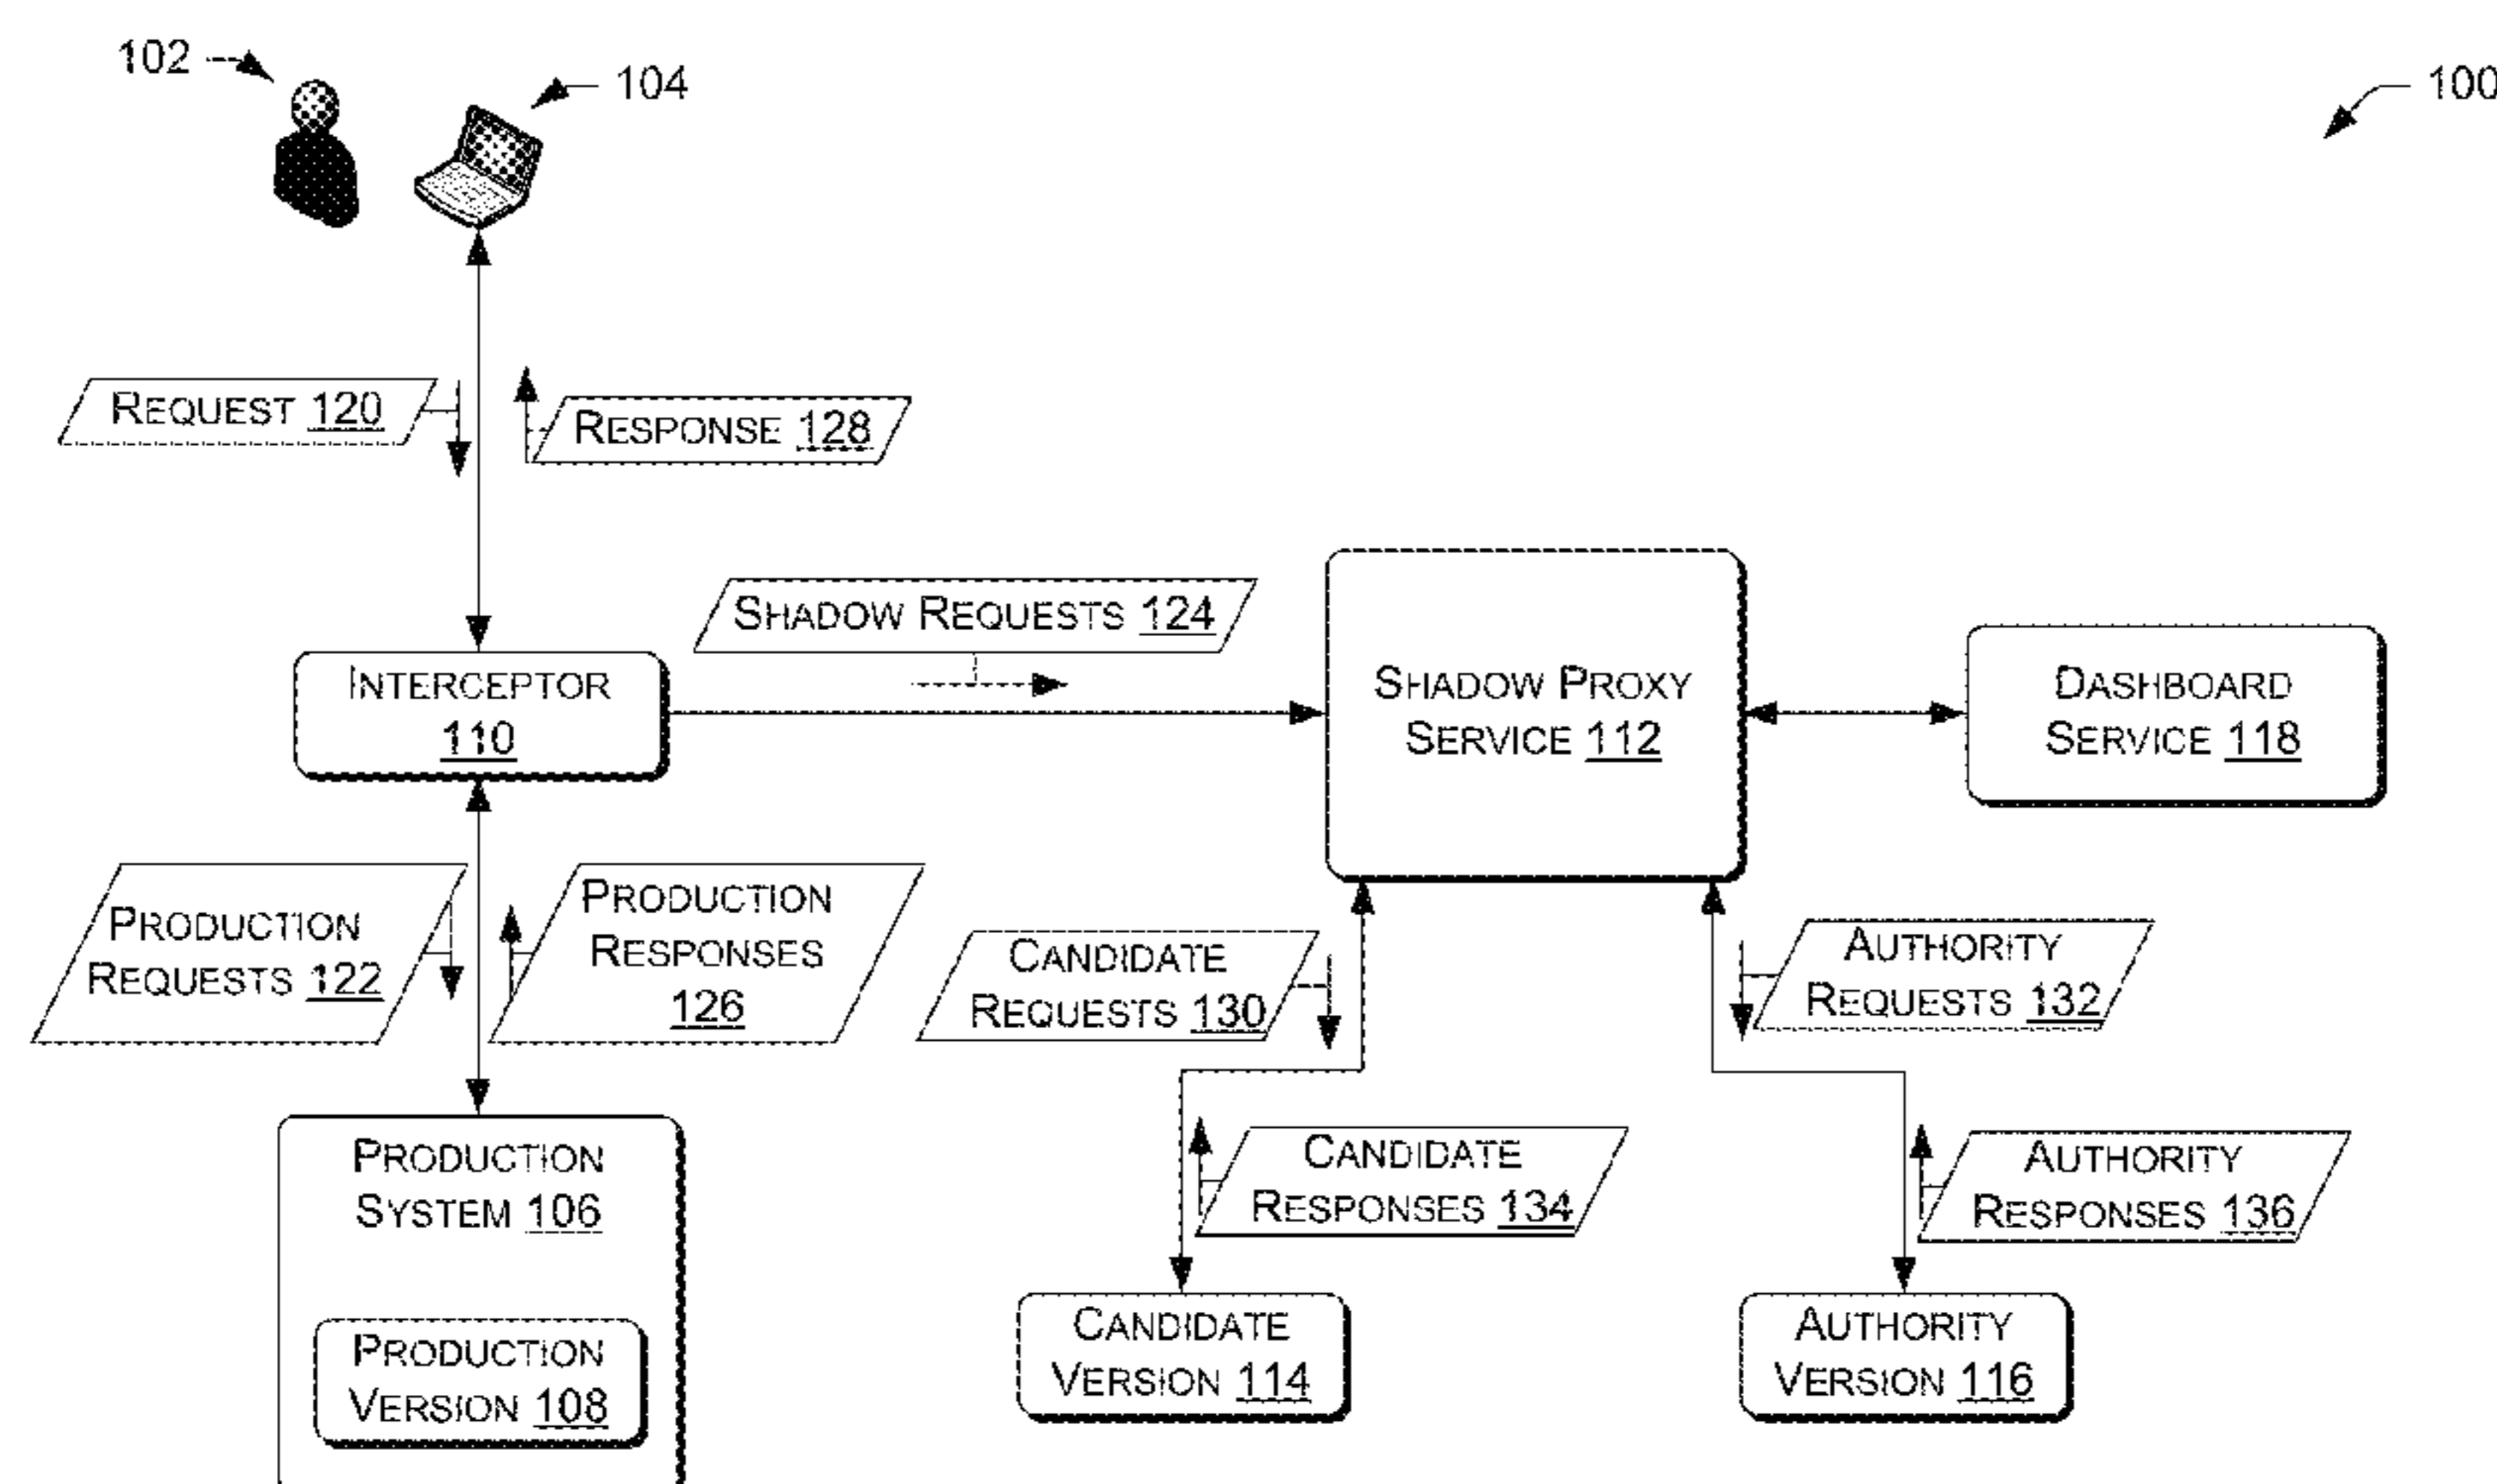 102
104
100
REQUEST 120
RESPONSE 128
SHADOW REQUESTS 124
INTERCEPTOR
110
SHADOW PROXY
SERVICE 112
DASHBOARD
SERVICE 118
PRODUCTION
REQUESTS 122
PRODUCTION
RESPONSES
126
CANDIDATE
REQUESTS 130
AUTHORITY
REQUESTS 132
PRODUCTION
SYSTEM 106
CANDIDATE
RESPONSES 134
AUTHORITY
RESPONSES 136
PRODUCTION
VERSION 108
CANDIDATE
VERSION 114
AUTHORITY
VERSION 116